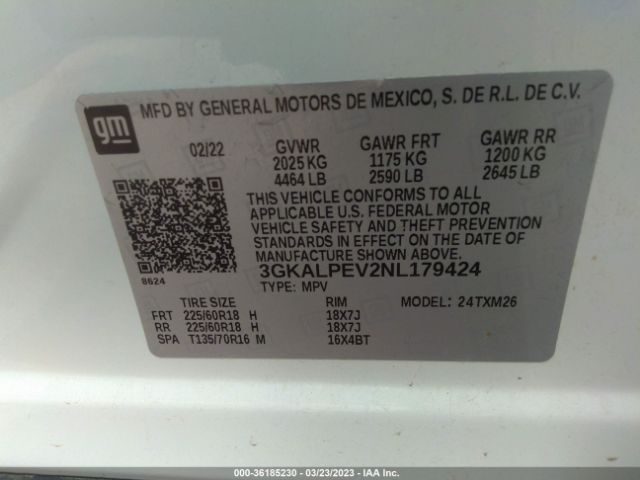 gm
MFD BY GENERAL MOTORS DE MEXICO, S. DE R.L. DE C.V.
02/22 GVWR GAWR FRT GAWR RR
2025 KG 1175 KG 1200 KG
4464 LB 2590 LB 2645 LB
THIS VEHICLE CONFORMS TO ALL
APPLICABLE U.S. FEDERAL MOTOR
VEHICLE SAFETY AND THEFT PREVENTION
STANDARDS IN EFFECT ON THE DATE OF
MANUFACTURE SHOWN ABOVE.
8624
3GKALPEV2NL179424
TYPE: MPV
TIRE SIZE RIM MODEL: 24TXM26
FRT 225/60R18 H 18X7J
RR 225/60R18 H 18X7J
SPA T135/70R16 M 16X4BT
000-36185230 - 03/23/2023 - IAAI.COM